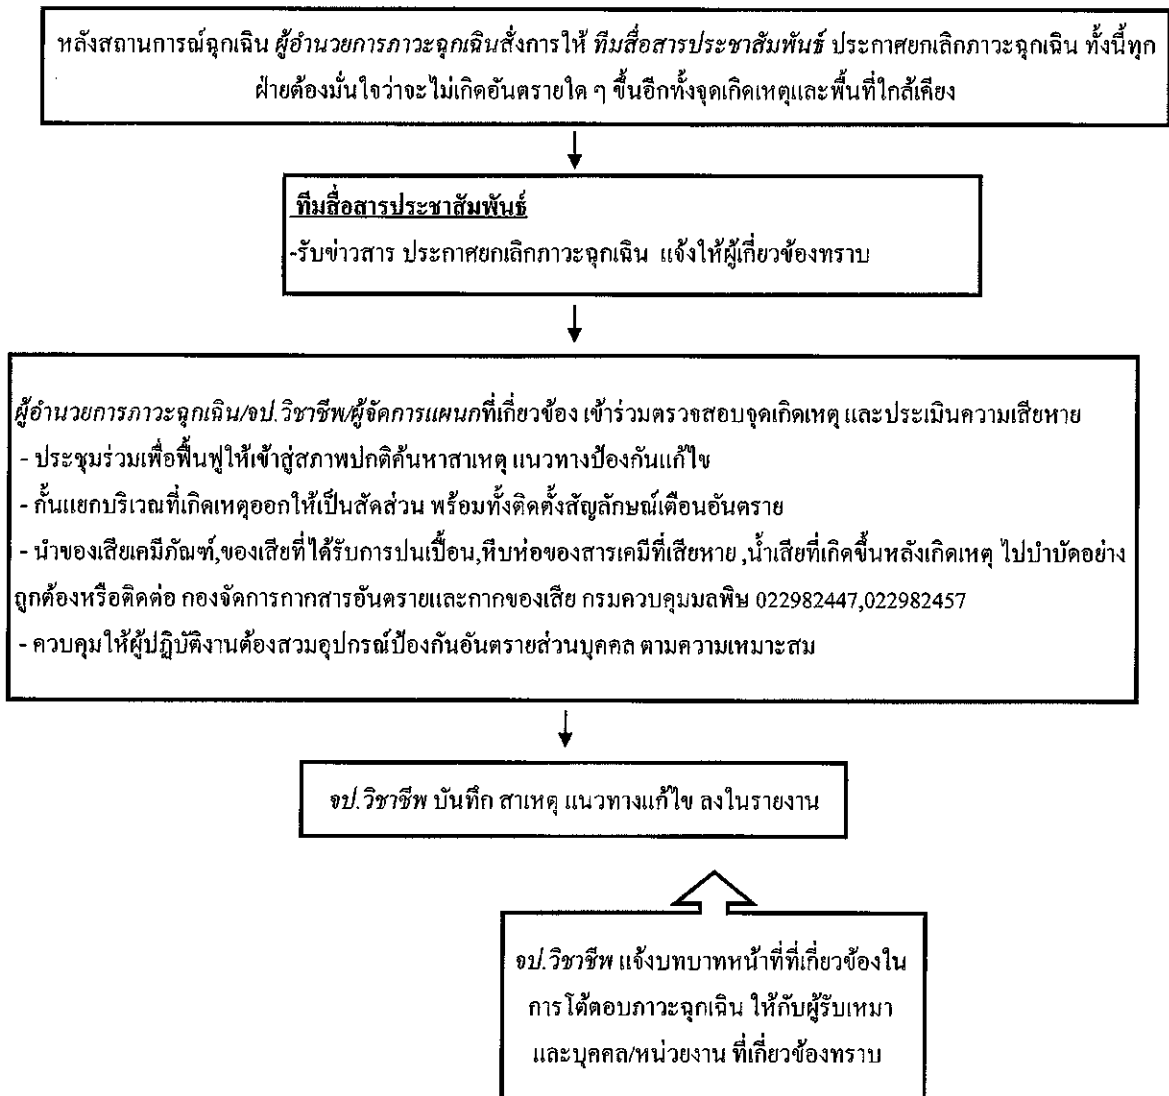 หลังสถานการณ์ฉุกเฉิน ผู้อำนวยการภาวะฉุกเฉินสั่งการให้ ทีมสื่อสารประชาสัมพันธ์ ประกาศยกเลิกภาวะฉุกเฉิน ทั้งนี้ทุก
ฝ่ายต้องมั่นใจว่าจะไม่เกิดอันตรายใด ๆ ขึ้นอีกทั้งจุดเกิดเหตุและพื้นที่ใกล้เคียง
ทีมสื่อสารประชาสัมพันธ์
-รับข่าวสาร ประกาศยกเลิกภาวะฉุกเฉิน แจ้งให้ผู้เกี่ยวข้องทราบ
ผู้อำนวยการภาวะฉุกเฉิน/จป.วิชาชีพ/ผู้จัดการแผนกที่เกี่ยวข้อง เข้าร่วมตรวจสอบจุดเกิดเหตุ และประเมินความเสียหาย
- ประชุมร่วมเพื่อฟื้นฟูให้เข้าสู่สภาพปกติค้นหาสาเหตุ แนวทางป้องกันแก้ไข
- กั้นแยกบริเวณที่เกิดเหตุออกให้เป็นสัดส่วน พร้อมทั้งติดตั้งสัญลักษณ์เตือนอันตราย
- นำของเสียเคมีภัณฑ์,ของเสียที่ได้รับการปนเปื้อน,หีบห่อของสารเคมีที่เสียหาย ,น้ำเสียที่เกิดขึ้นหลังเกิดเหตุ ไปบำบัดอย่าง
ถูกต้องหรือติดต่อ กองจัดการกากสารอันตรายและกากของเสีย กรมควบคุมมลพิษ 022982447,022982457
- ควบคุมให้ผู้ปฏิบัติงานต้องสวมอุปกรณ์ป้องกันอันตรายส่วนบุคคล ตามความเหมาะสม
จป.วิชาชีพ บันทึก สาเหตุ แนวทางแก้ไข ลงในรายงาน
จป.วิชาชีพ แจ้งบทบาทหน้าที่ที่เกี่ยวข้องใน
การโต้ตอบภาวะฉุกเฉิน ให้กับผู้รับเหมา
และบุคคล/หน่วยงาน ที่เกี่ยวข้องทราบ